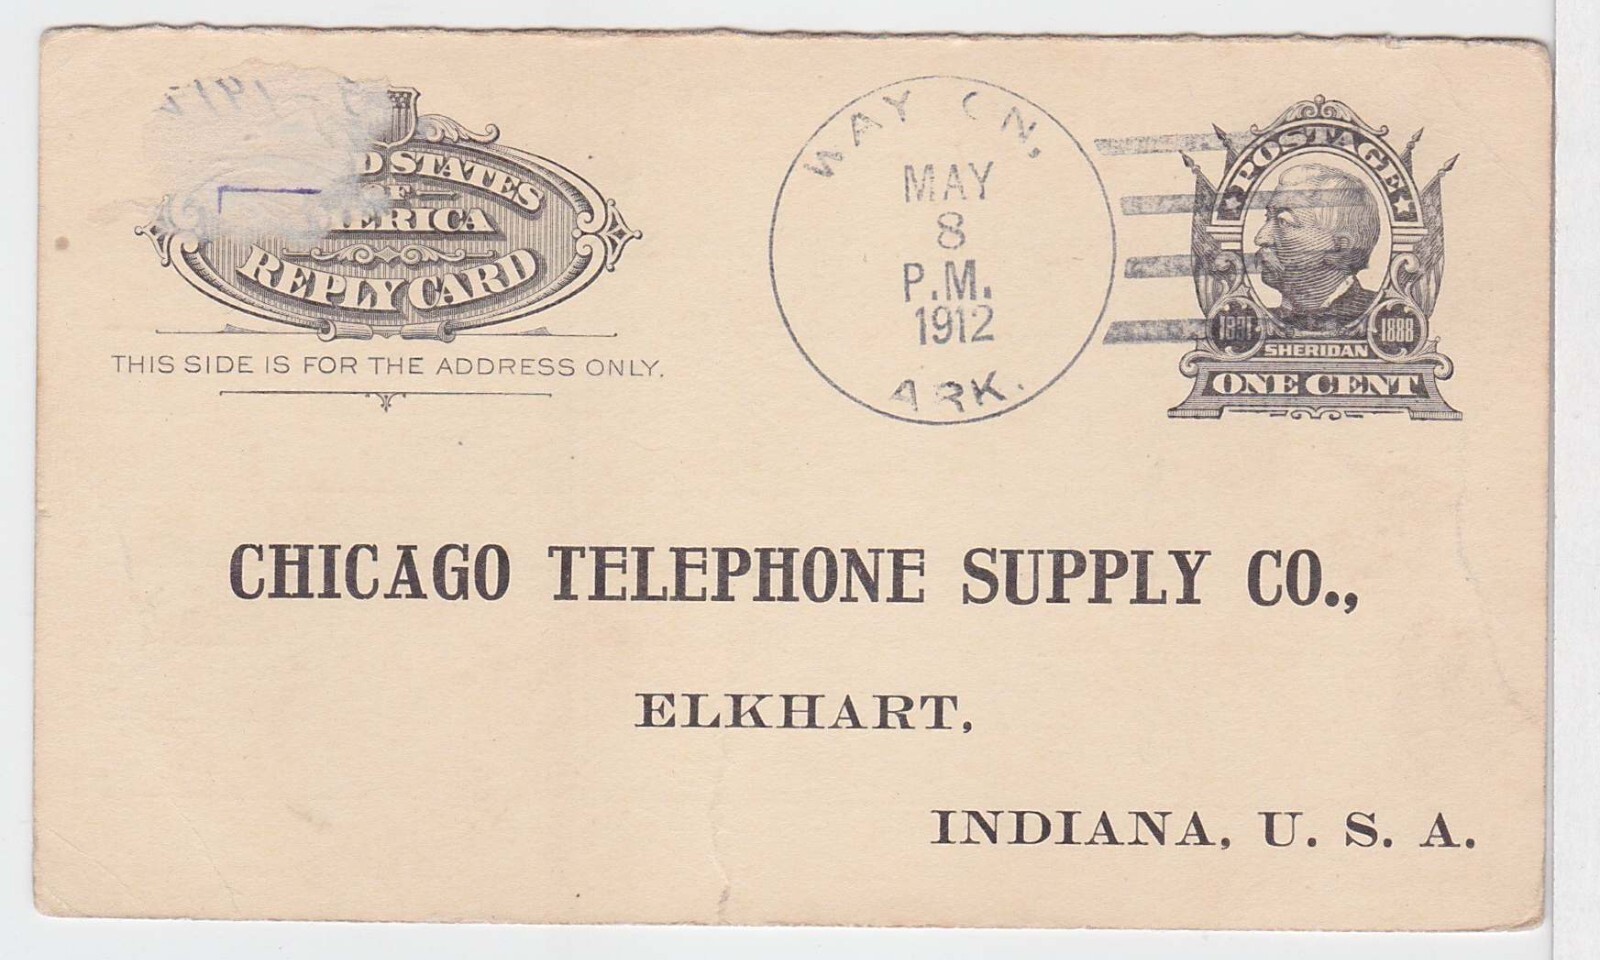 D STATES
OF
ERICA
REPLY CARD
THIS SIDE IS FOR THE ADDRESS ONLY.
WAY
MAY
8
P.M.
1912
ARK.
POSTAGE
1831 1888
SHERIDAN
ONE CENT
CHICAGO TELEPHONE SUPPLY CO.,
ELKHART,
INDIANA, U. S. A.